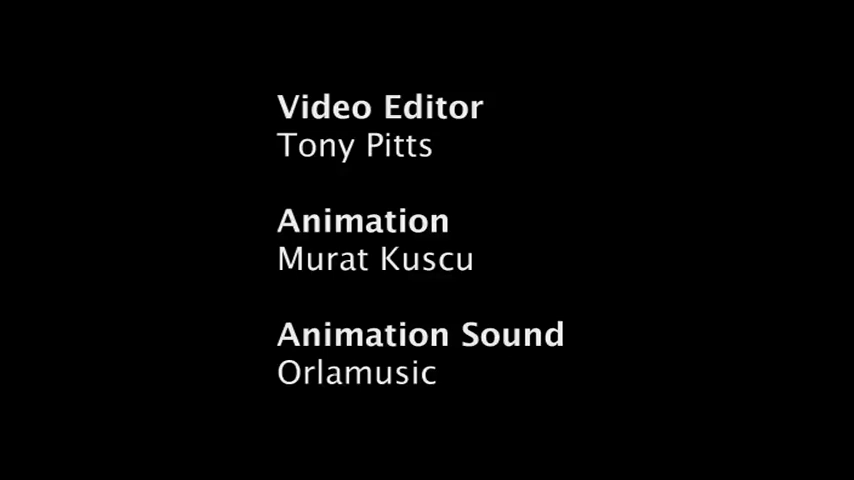 Video Editor
Tony Pitts
Animation
Murat Kuscu
Animation Sound
Orlamusic